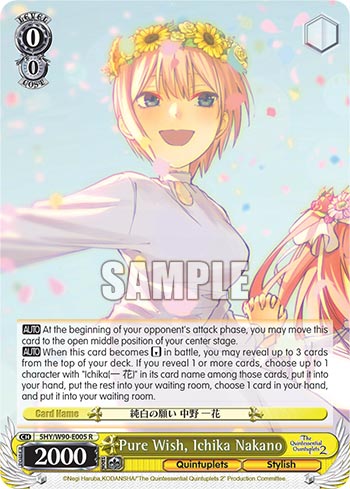 LEVEL
0
0
COST
SAMPLE
AUTO At the beginning of your opponent's attack phase, you may move this
card to the open middle position of your center stage.
AUTO When this card becomes [ ] in battle, you may reveal up to 3 cards
from the top of your deck. If you reveal 1 or more cards, choose up to 1
character with "Ichika(一花)" in its card name among those cards, put it into
your hand, put the rest into your waiting room, choose 1 card in your hand,
and put it into your waiting room.
Card Name 純白の願い 中野 一花
CH 5HY/W90-E005 R
Pure Wish, Ichika Nakano
The Quintessential Quintuplets 2
2000
Quintuplets
Stylish
©Negi Haruba,KODANSHA/"The Quintessential Quintuplets 2" Production Committee.